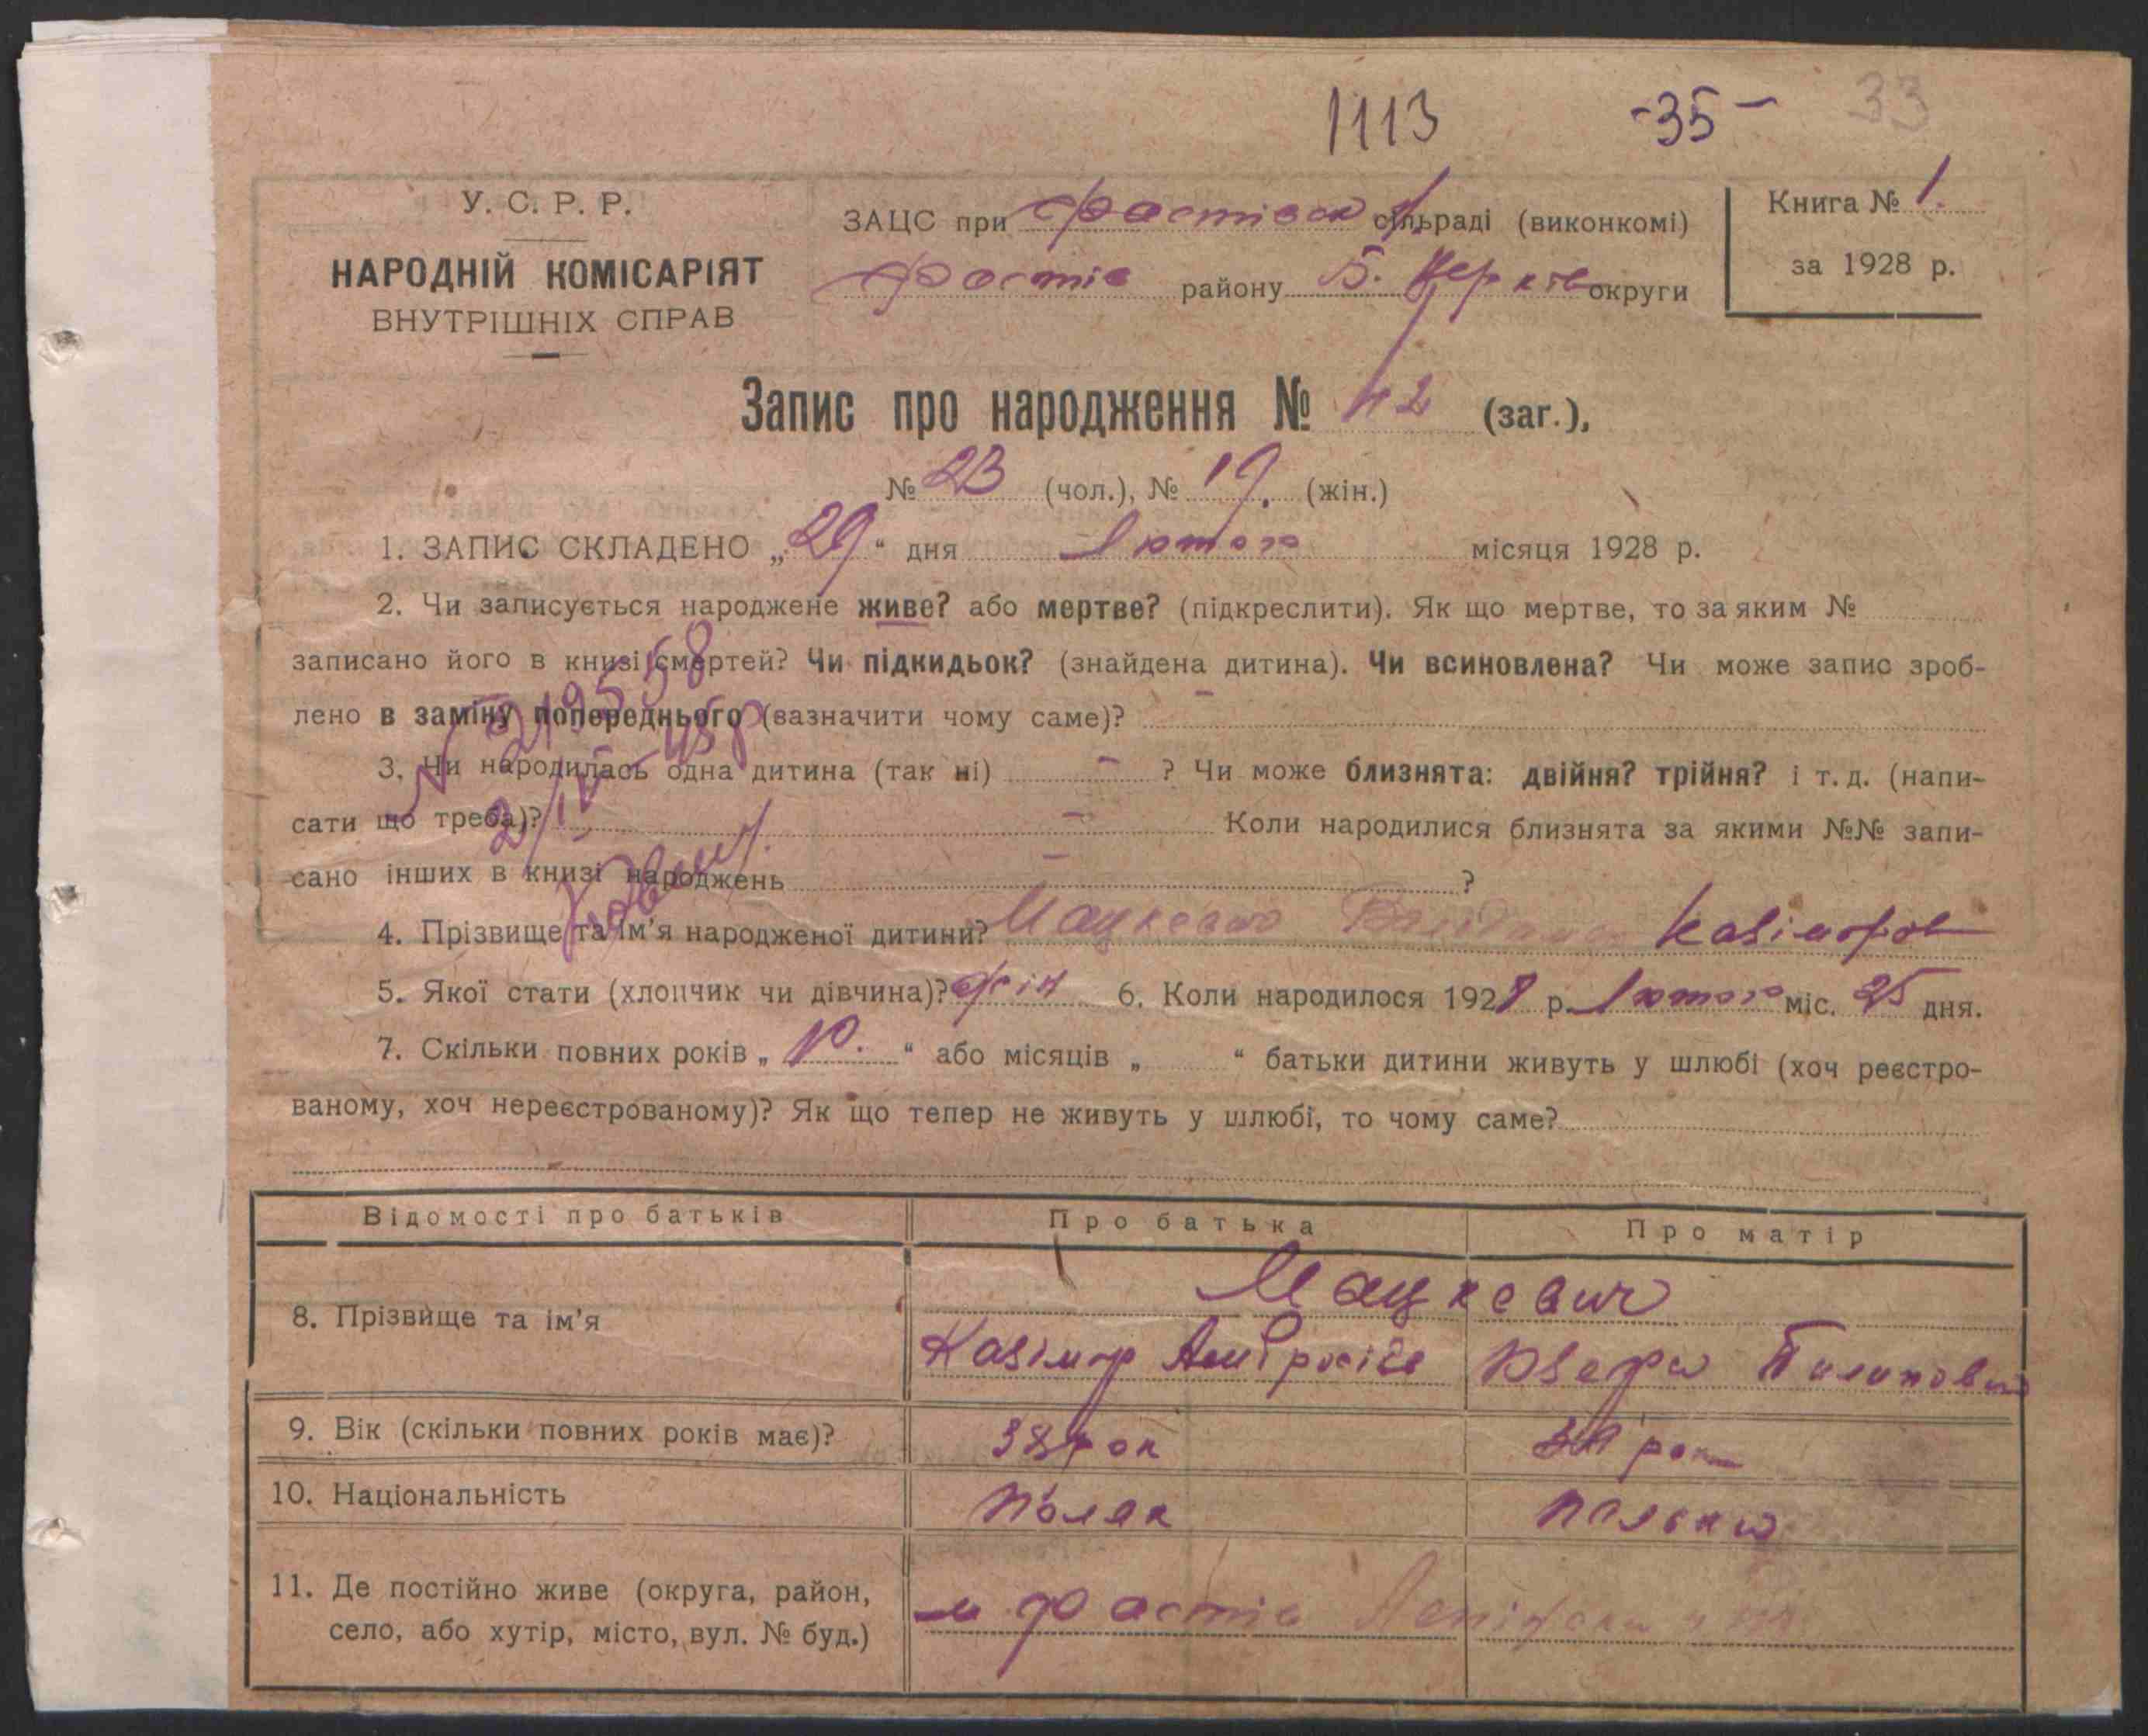 1113 -35- 33
У. С. Р. Р.
НАРОДНІЙ КОМІСАРІЯТ
ВНУТРІШНІХ СПРАВ
ЗАЦС при Фастівск сільраді (виконкомі)
Фастів району Б. Церків округи
Книга № 1.
за 1928 р.
Запис про народження № 42 (заг.),
№ 23 (чол.), № 19. (жін.)
1. ЗАПИС СКЛАДЕНО „29“ дня Лютого місяця 1928 р.
2. Чи записується народжене живе? або мертве? (підкреслити). Як що мертве, то за яким №
записано його в книзі смертей? Чи підкидьок? (знайдена дитина). Чи всиновлена? Чи може запис зроб-
лено в заміну попереднього (вазначити чому саме)? -
3. Чи народилась одна дитина (так ні) - ? Чи може близнята: двійня? трійня? і т. д. (напи-
сати що треба)? - Коли народилися близнята за якими №№ запи-
сано інших в книзі народжень - ?
4. Прізвище та ім'я народженої дитини? Мацкевич Казімиров
5. Якої стати (хлопчик чи дівчина)? жін 6. Коли народилося 1928 р. Лютого міс. 25 дня.
7. Скільки повних років „10.“ або місяців „ “ батьки дитини живуть у шлюбі (хоч реєстро-
ваному, хоч нереєстрованому)? Як що тепер не живуть у шлюбі, то чому саме?
Відомості про батьків Про батька Про матір
8. Прізвище та ім'я Мацкевич
Казімир Амбросів Юзефа
9. Вік (скільки повних років має)? 38 рок рок
10. Національність Поляк Полька
11. Де постійно живе (округа, район,
село, або хутір, місто, вул. № буд.) м Фастів